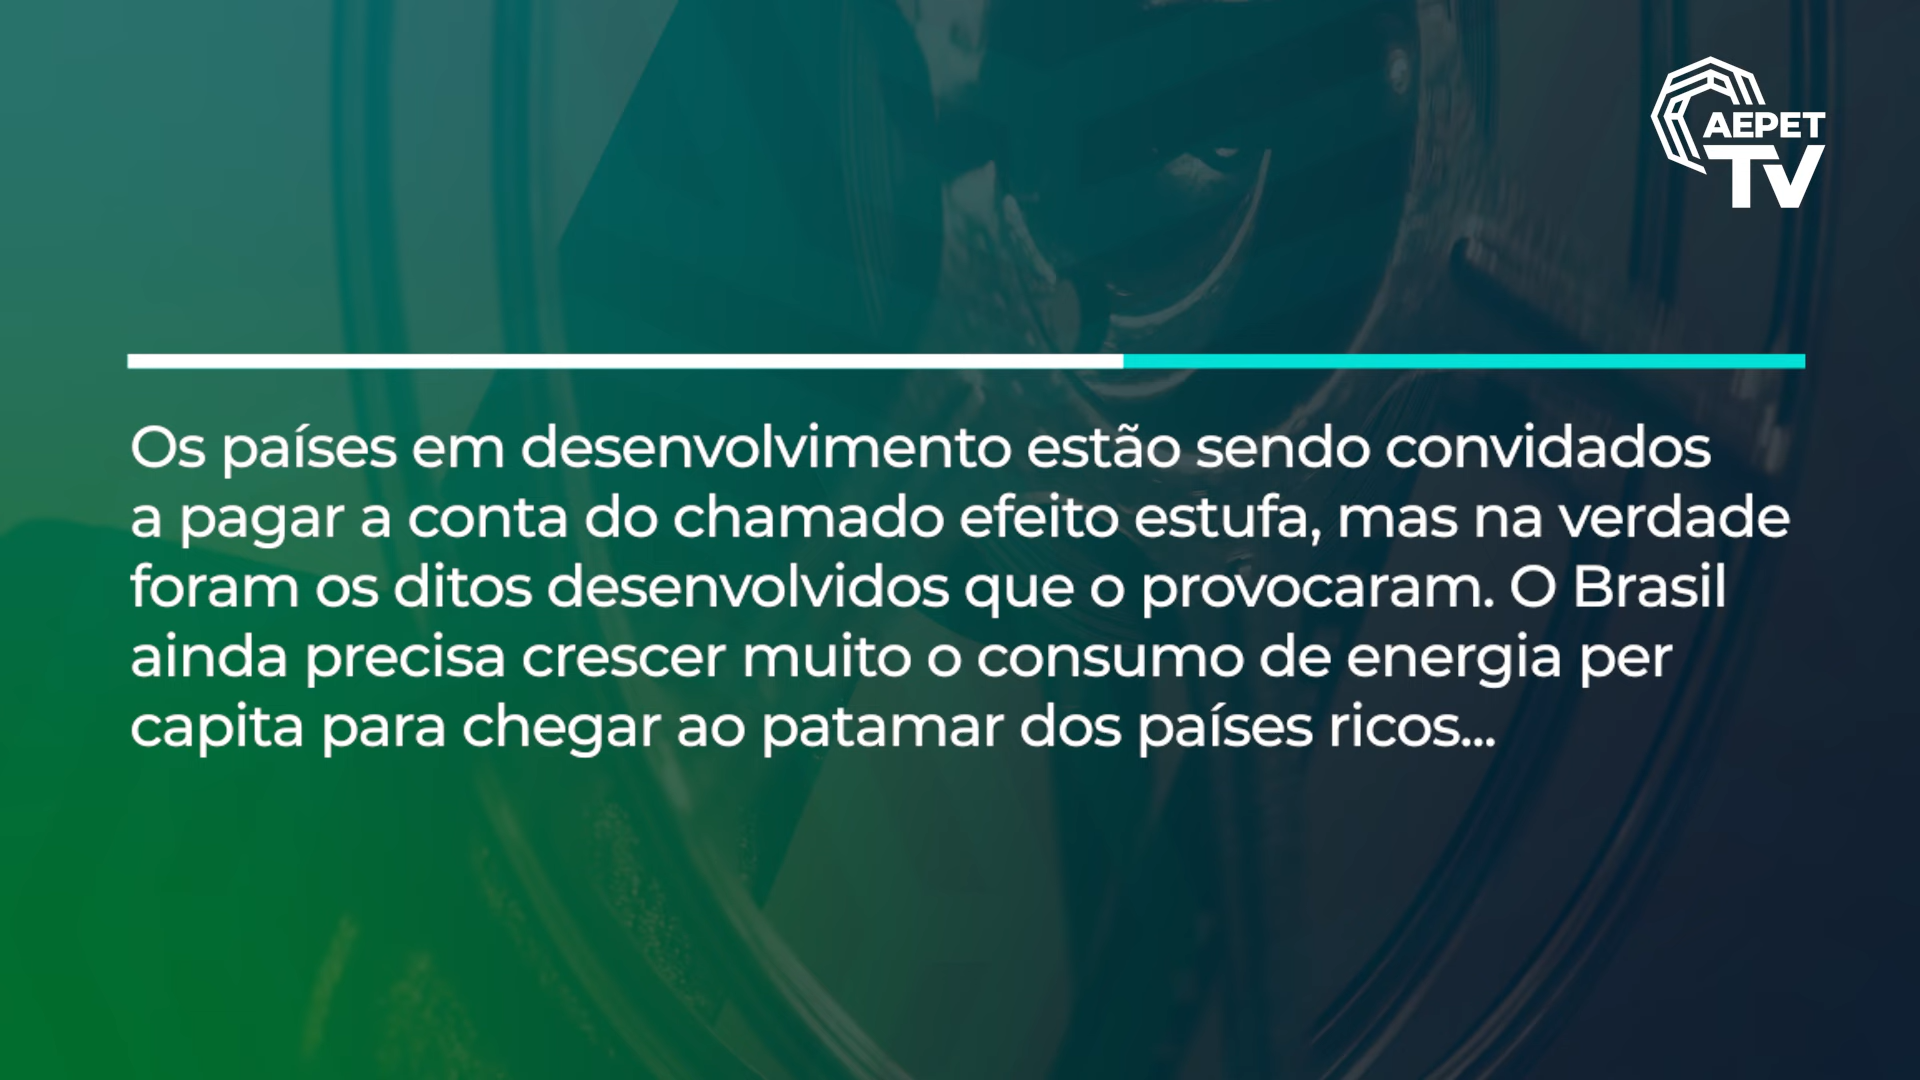 AEPET
TV
Os países em desenvolvimento estão sendo convidados
a pagar a conta do chamado efeito estufa, mas na verdade
foram os ditos desenvolvidos que o provocaram. O Brasil
ainda precisa crescer muito o consumo de energia per
capita para chegar ao patamar dos países ricos...